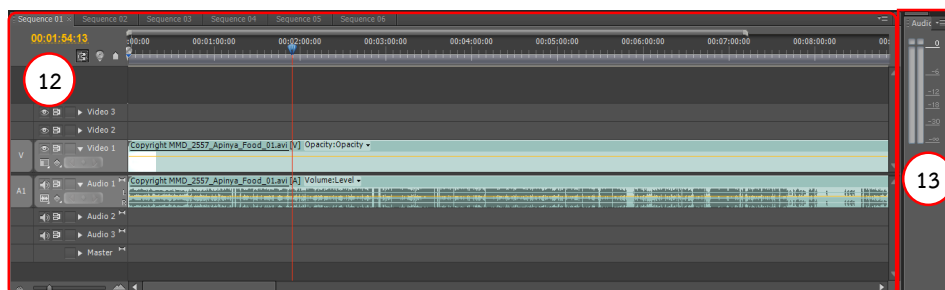 Sequence 01 × Sequence 02 Sequence 03 Sequence 04 Sequence 05 Sequence 06
Audic
00:01:54:13
:00:00 00:01:00:00 00:02:00:00 00:03:00:00 00:04:00:00 00:05:00:00 00:06:00:00 00:07:00:00 00:08:00:00 00:
0
-6
-12
-18
-20
-∞
12
Video 3
Video 2
V Video 1 Copyright MMD_2557_Apinya_Food_01.avi [V] Opacity:Opacity
A1 Audio 1 Copyright MMD_2557_Apinya_Food_01.avi [A] Volume:Level
L
R
13
Audio 2
Audio 3
Master